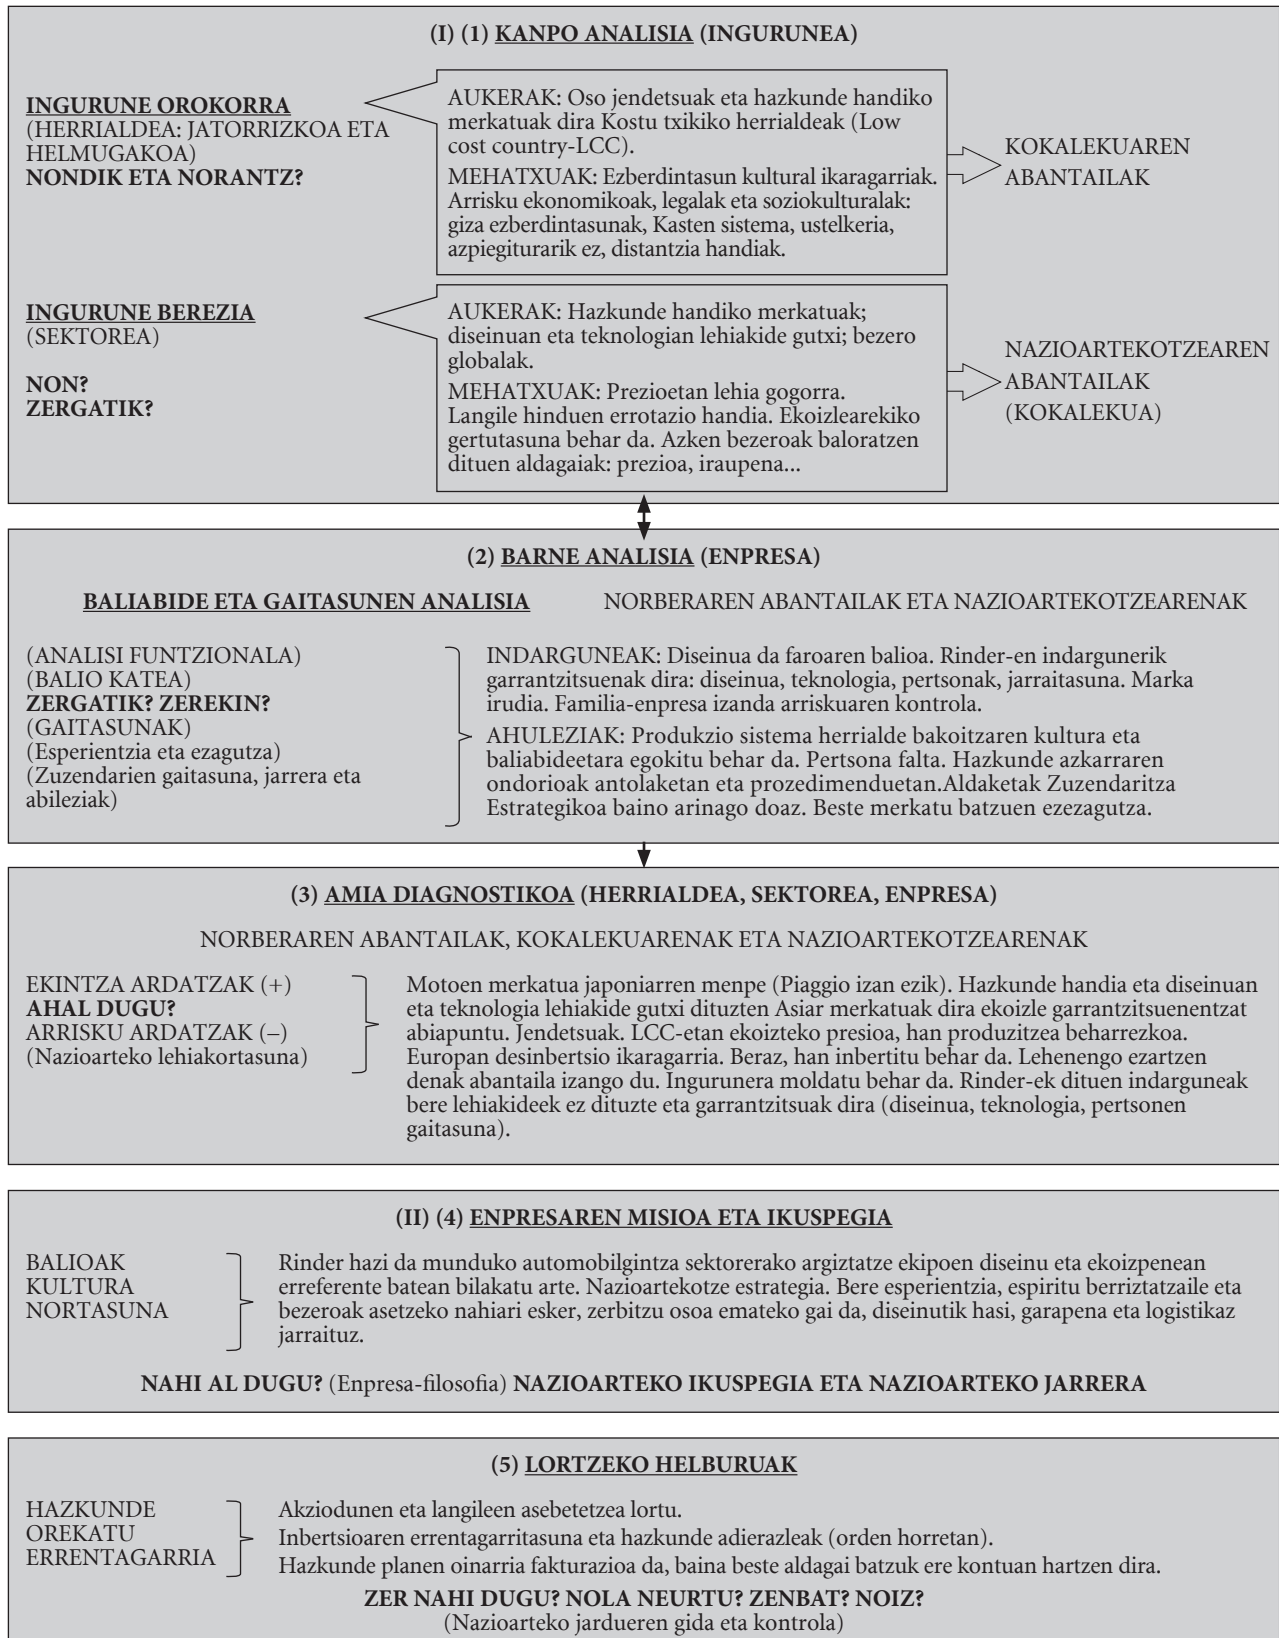 (I) (1) KANPO ANALISIA (INGURUNEA)
INGURUNE OROKORRA
(HERRIALDEA: JATORRIZKOA ETA
HELMUGAKOA)
NONDIK ETA NORANTZ?
AUKERAK: Oso jendetsuak eta hazkunde handiko
merkatuak dira Kostu txikiko herrialdeak (Low
cost country-LCC).
MEHATXUAK: Ezberdintasun kultural ikaragarriak.
Arrisku ekonomikoak, legalak eta soziokulturalak:
giza ezberdintasunak, Kasten sistema, ustelkeria,
azpiegiturarik ez, distantzia handiak.
KOKALEKUAREN
ABANTAILAK
INGURUNE BEREZIA
(SEKTOREA)
NON?
ZERGATIK?
AUKERAK: Hazkunde handiko merkatuak;
diseinuan eta teknologian lehiakide gutxi; bezero
globalak.
MEHATXUAK: Prezioetan lehia gogorra.
Langile hinduen errotazio handia. Ekoizlearekiko
gertutasuna behar da. Azken bezeroak baloratzen
dituen aldagaiak: prezioa, iraupena...
NAZIOARTEKOTZEAREN
ABANTAILAK
(KOKALEKUA)
(2) BARNE ANALISIA (ENPRESA)
BALIABIDE ETA GAITASUNEN ANALISIA NORBERAREN ABANTAILAK ETA NAZIOARTEKOTZEARENAK
(ANALISI FUNTZIONALA)
(BALIO KATEA)
ZERGATIK? ZEREKIN?
(GAITASUNAK)
(Esperientzia eta ezagutza)
(Zuzendarien gaitasuna, jarrera eta
abileziak)
INDARGUNEAK: Diseinua da faroaren balioa. Rinder-en indargunerik
garrantzitsuenak dira: diseinua, teknologia, pertsonak, jarraitasuna. Marka
irudia. Familia-enpresa izanda arriskuaren kontrola.
AHULEZIAK: Produkzio sistema herrialde bakoitzaren kultura eta
baliabideetara egokitu behar da. Pertsona falta. Hazkunde azkarraren
ondorioak antolaketan eta prozedimenduetan.Aldaketak Zuzendaritza
Estrategikoa baino arinago doaz. Beste merkatu batzuen ezezagutza.
(3) AMIA DIAGNOSTIKOA (HERRIALDEA, SEKTOREA, ENPRESA)
NORBERAREN ABANTAILAK, KOKALEKUARENAK ETA NAZIOARTEKOTZEARENAK
EKINTZA ARDATZAK (+)
AHAL DUGU?
ARRISKU ARDATZAK (–)
(Nazioarteko lehiakortasuna)
Motoen merkatua japoniarren menpe (Piaggio izan ezik). Hazkunde handia eta diseinuan
eta teknologia lehiakide gutxi dituzten Asiar merkatuak dira ekoizle garrantzitsuenentzat
abiapuntu. Jendetsuak. LCC-etan ekoizteko presioa, han produzitzea beharrezkoa.
Europan desinbertsio ikaragarria. Beraz, han inbertitu behar da. Lehenengo ezartzen
denak abantaila izango du. Ingurunera moldatu behar da. Rinder-ek dituen indarguneak
bere lehiakideek ez dituzte eta garrantzitsuak dira (diseinua, teknologia, pertsonen
gaitasuna).
(II) (4) ENPRESAREN MISIOA ETA IKUSPEGIA
BALIOAK
KULTURA
NORTASUNA
Rinder hazi da munduko automobilgintza sektorerako argiztatze ekipoen diseinu eta ekoizpenean
erreferente batean bilakatu arte. Nazioartekotze estrategia. Bere esperientzia, espiritu berriztatzaile eta
bezeroak asetzeko nahiari esker, zerbitzu osoa emateko gai da, diseinutik hasi, garapena eta logistikaz
jarraituz.
NAHI AL DUGU? (Enpresa-filosofia) NAZIOARTEKO IKUSPEGIA ETA NAZIOARTEKO JARRERA
(5) LORTZEKO HELBURUAK
HAZKUNDE
OREKATU
ERRENTAGARRIA
Akziodunen eta langileen asebetetzea lortu.
Inbertsioaren errentagarritasuna eta hazkunde adierazleak (orden horretan).
Hazkunde planen oinarria fakturazioa da, baina beste aldagai batzuk ere kontuan hartzen dira.
ZER NAHI DUGU? NOLA NEURTU? ZENBAT? NOIZ?
(Nazioarteko jardueren gida eta kontrola)